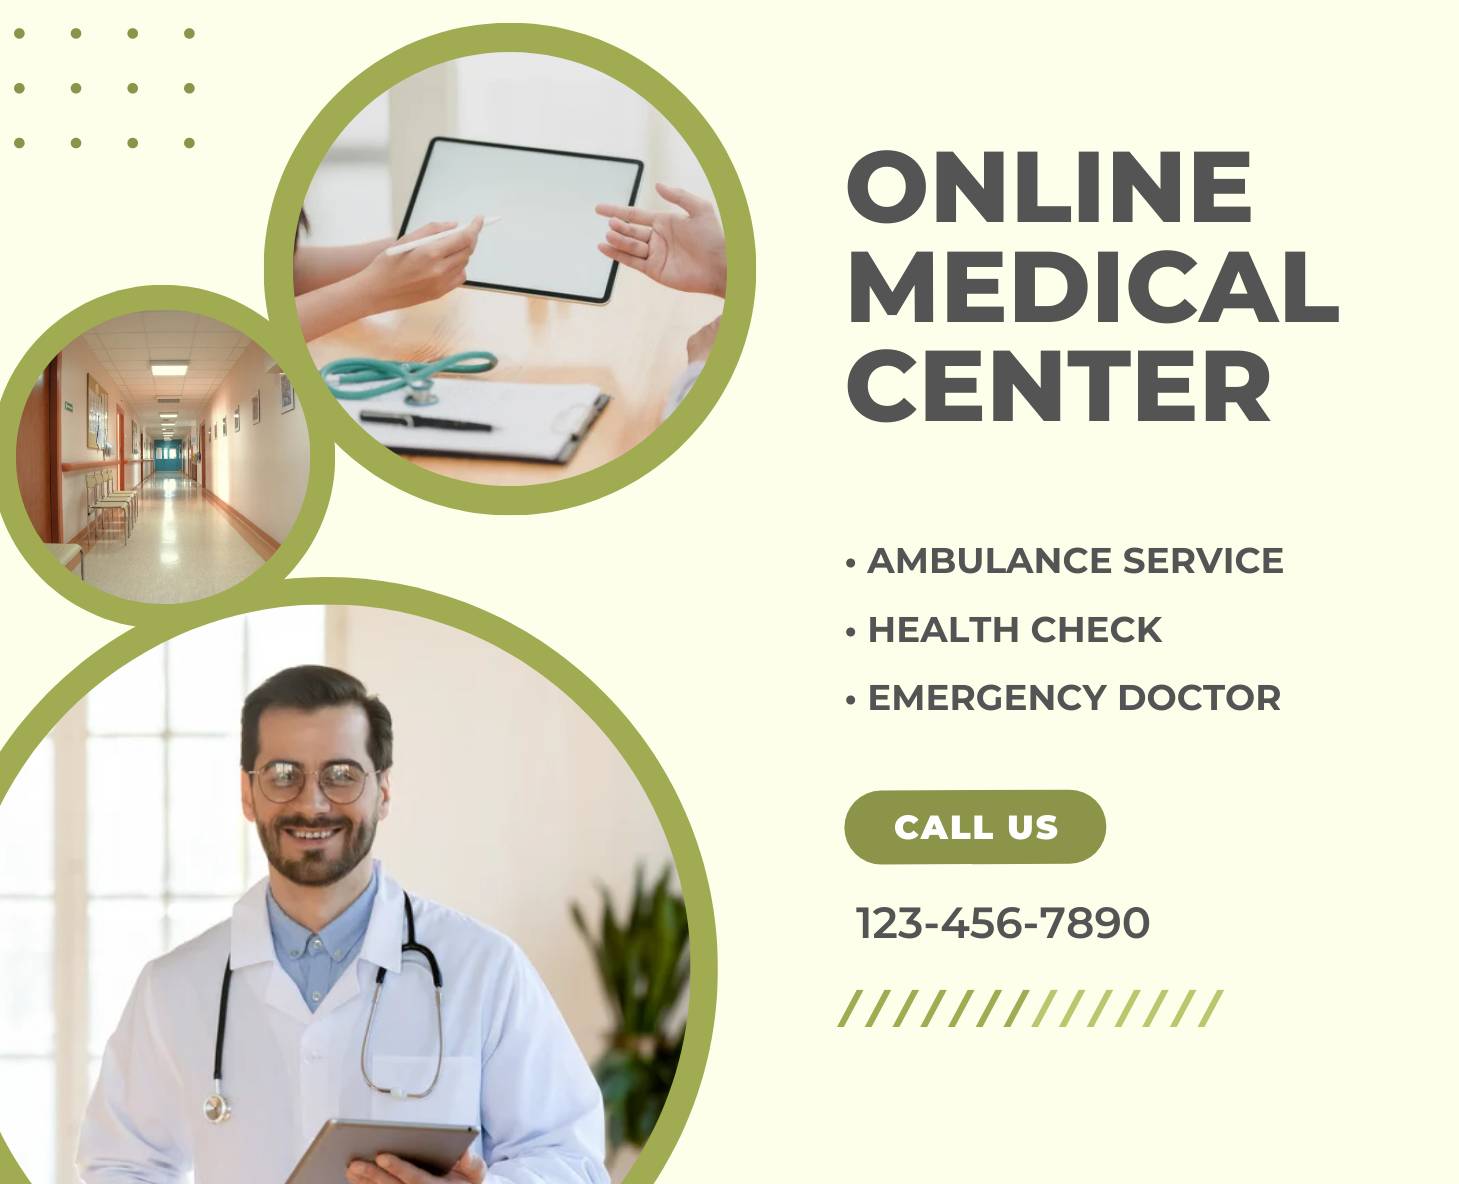 ONLINE
MEDICAL
CENTER
• AMBULANCE SERVICE
• HEALTH CHECK
• EMERGENCY DOCTOR
CALL US
123-456-7890